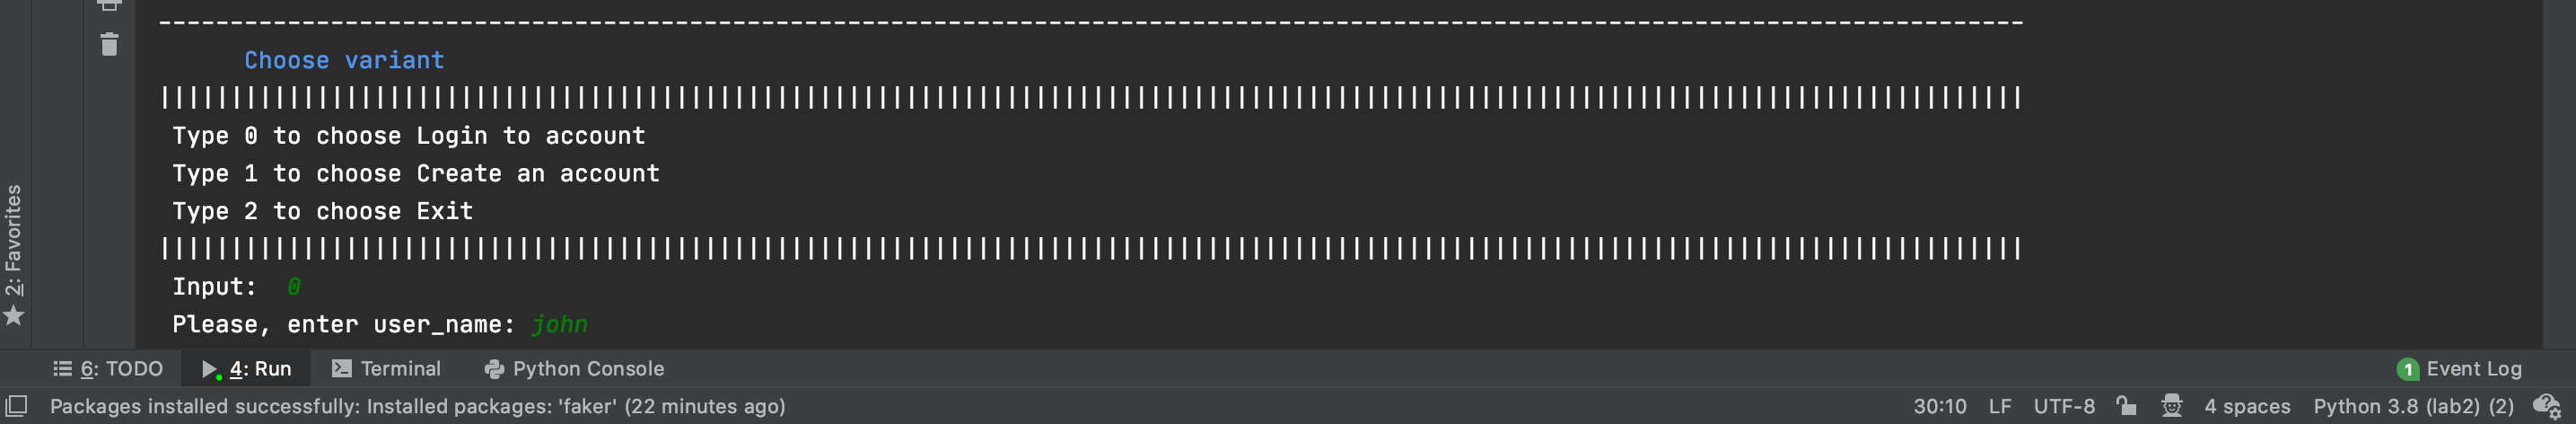 --------------------------------------------------------------------------------------------------------------------------------
Choose variant
||||||||||||||||||||||||||||||||||||||||||||||||||||||||||||||||||||||||||||||||||||||||||||||||||||||||||||||||||||||||||||||||||
Type 0 to choose Login to account
Type 1 to choose Create an account
Type 2 to choose Exit
||||||||||||||||||||||||||||||||||||||||||||||||||||||||||||||||||||||||||||||||||||||||||||||||||||||||||||||||||||||||||||||||||
Input: 0
Please, enter user_name: john
2: Favorites
6: TODO 4: Run Terminal Python Console 1 Event Log
Packages installed successfully: Installed packages: 'faker' (22 minutes ago) 30:10 LF UTF-8 4 spaces Python 3.8 (lab2) (2)